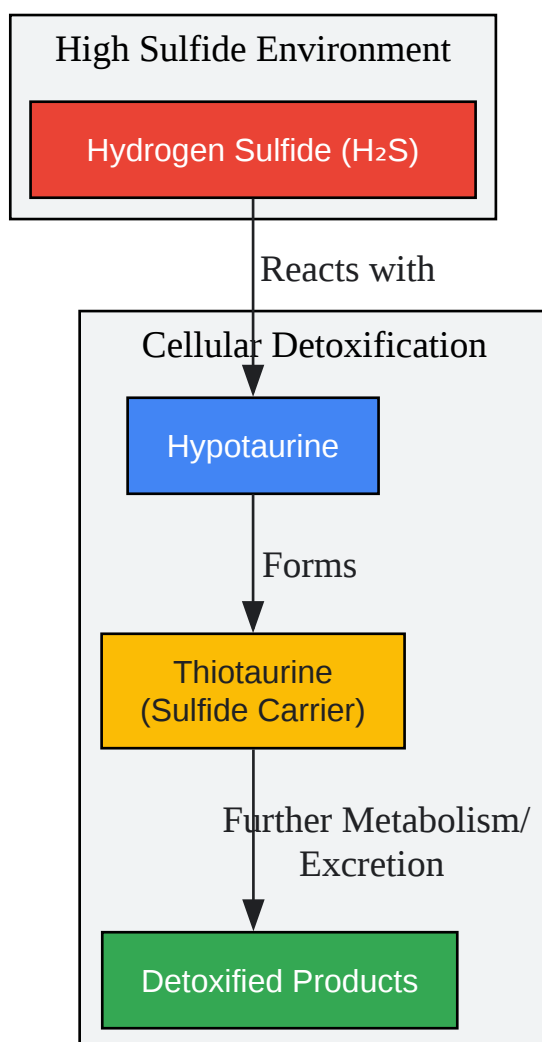 High Sulfide Environment
Hydrogen Sulfide (H₂S)
Reacts with
Cellular Detoxification
Hypotaurine
Forms
Thiotaurine
(Sulfide Carrier)
Further Metabolism/
Excretion
Detoxified Products